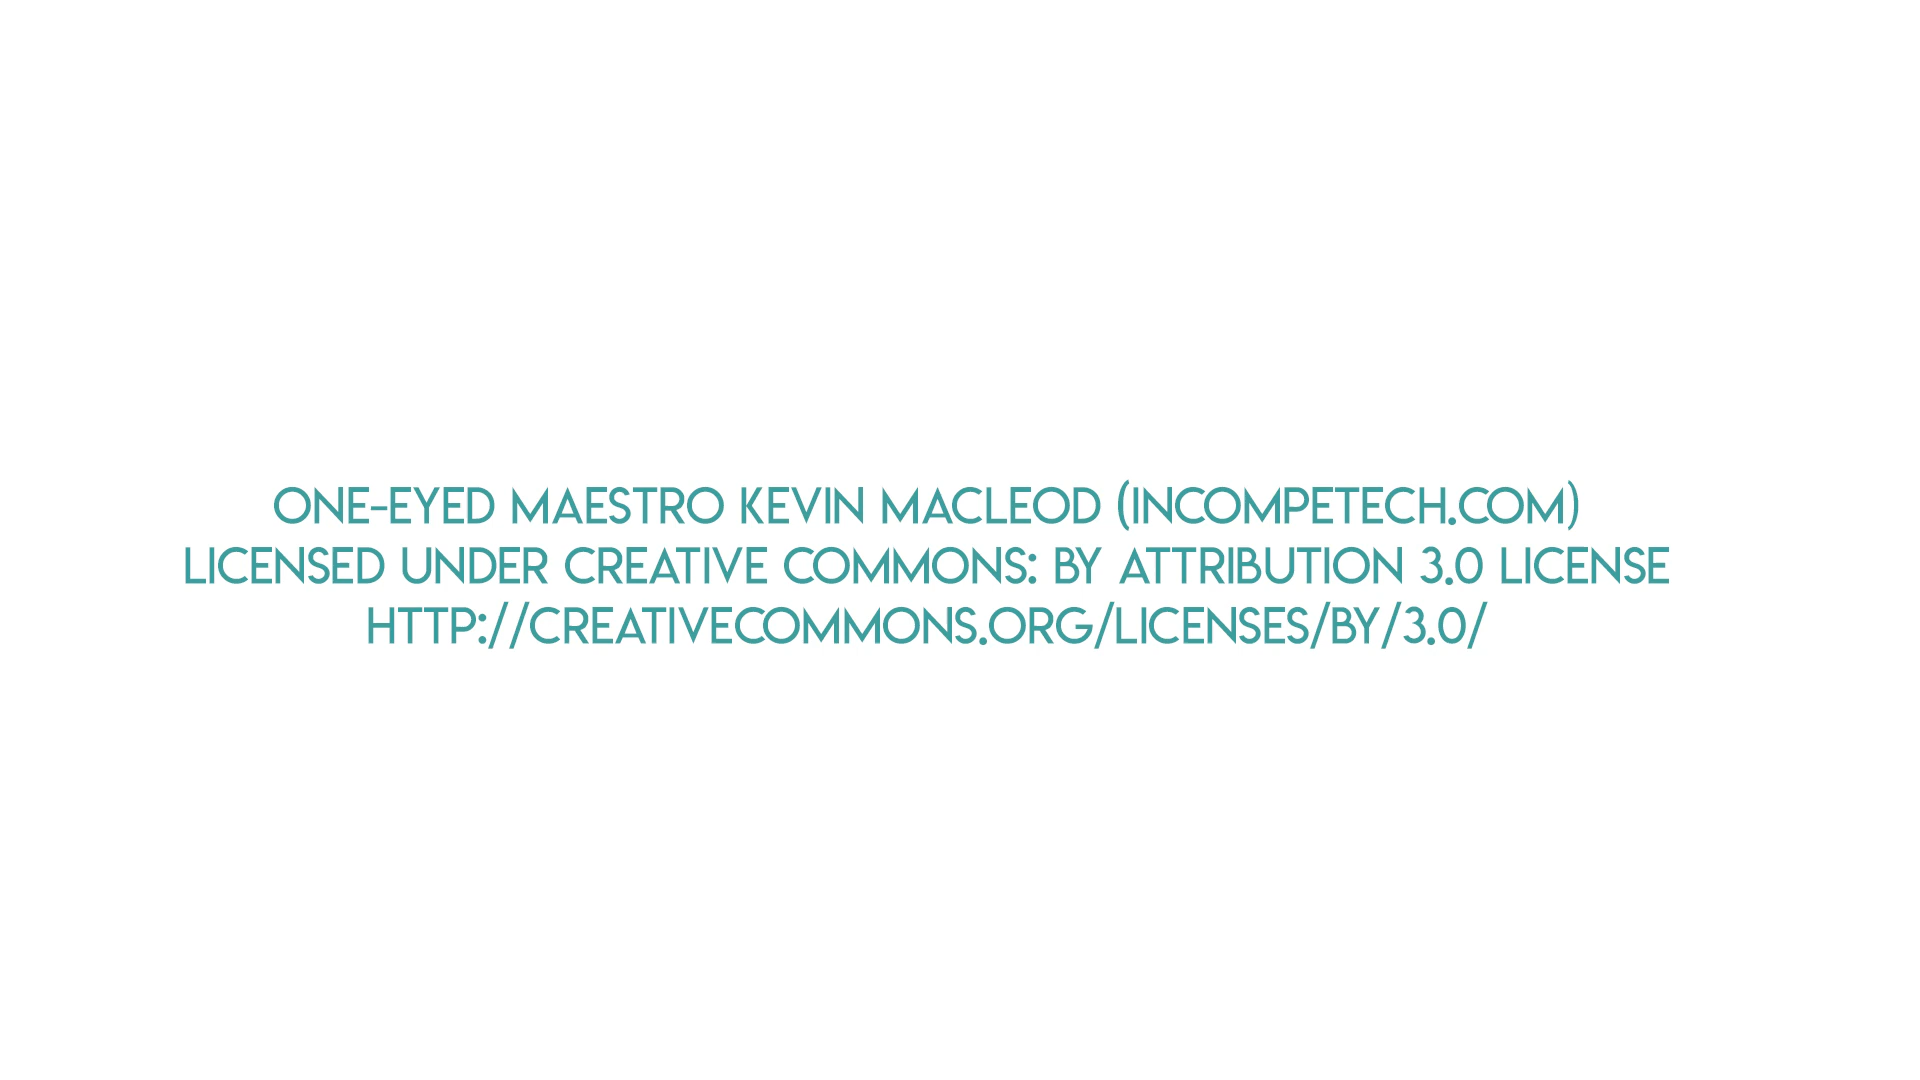 ONE-EYED MAESTRO KEVIN MACLEOD (INCOMPETECH.COM)
LICENSED UNDER CREATIVE COMMONS: BY ATTRIBUTION 3.0 LICENSE
HTTP://CREATIVECOMMONS.ORG/LICENSES/BY/3.0/